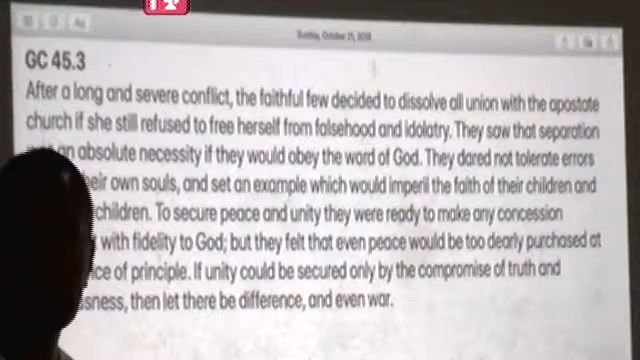 Sunday, October 21, 2018
GC 45.3
After a long and severe conflict, the faithful few decided to dissolve all union with the apostate
church if she still refused to free herself from falsehood and idolatry. They saw that separation
an absolute necessity if they would obey the word of God. They dared not tolerate errors
eir own souls, and set an example which would imperil the faith of their children and
children. To secure peace and unity they were ready to make any concession
with fidelity to God; but they felt that even peace would be too dearly purchased at
ce of principle. If unity could be secured only by the compromise of truth and
sness, then let there be difference, and even war.